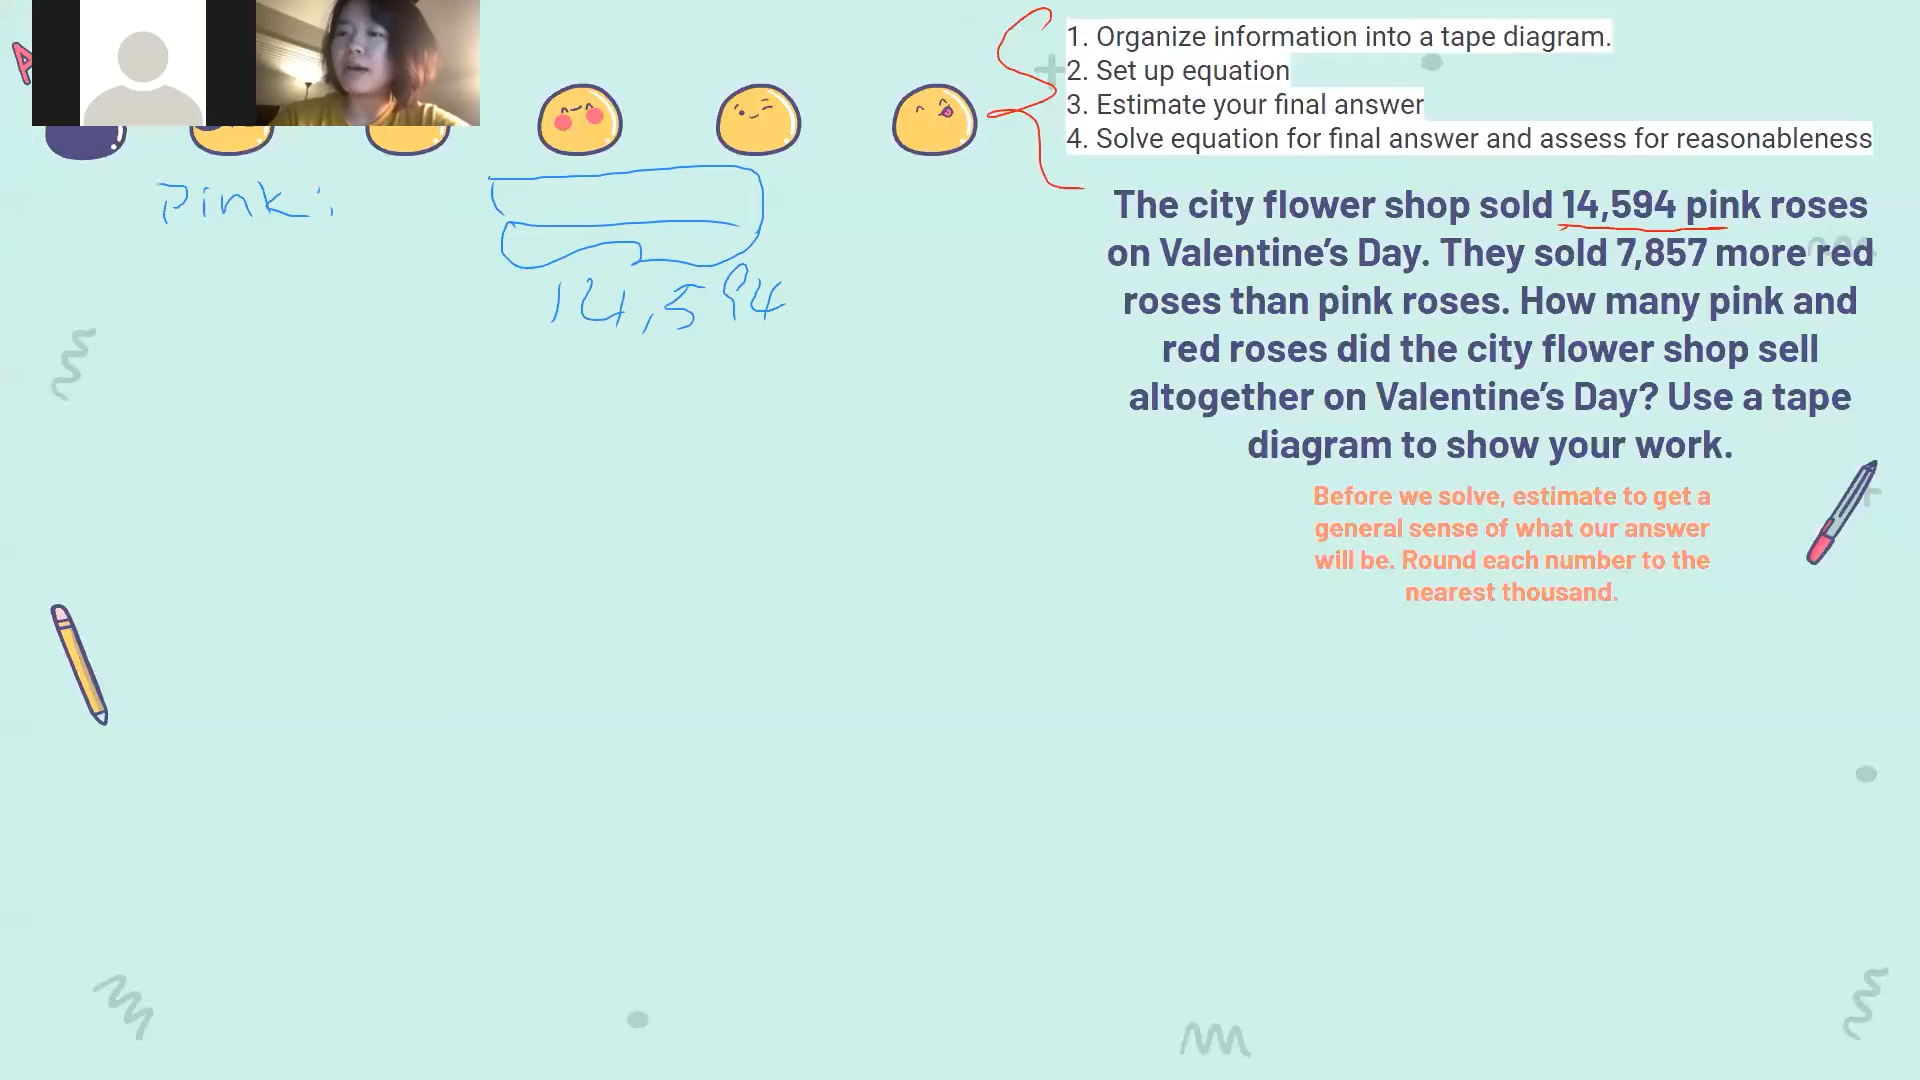 1. Organize information into a tape diagram.
2. Set up equation
3. Estimate your final answer
4. Solve equation for final answer and assess for reasonableness
Pink:
14,594
The city flower shop sold 14,594 pink roses
on Valentine's Day. They sold 7,857 more red
roses than pink roses. How many pink and
red roses did the city flower shop sell
altogether on Valentine's Day? Use a tape
diagram to show your work.
Before we solve, estimate to get a
general sense of what our answer
will be. Round each number to the
nearest thousand.